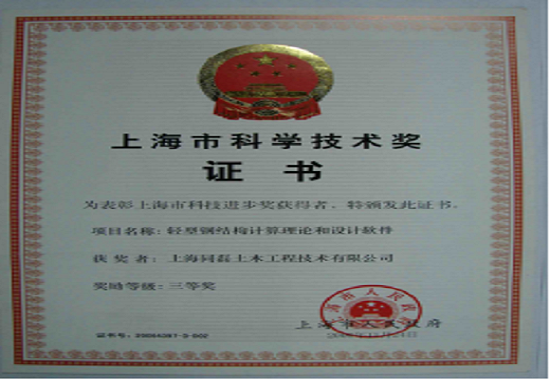 上海市科学技术奖
证 书
为表彰上海市科技进步奖获得者，特颁发此证书。
项目名称：轻型钢结构计算理论和设计软件
获 奖 者：上海同磊土木工程技术有限公司
奖励等级：三等奖
上海市人民政府
证书号：